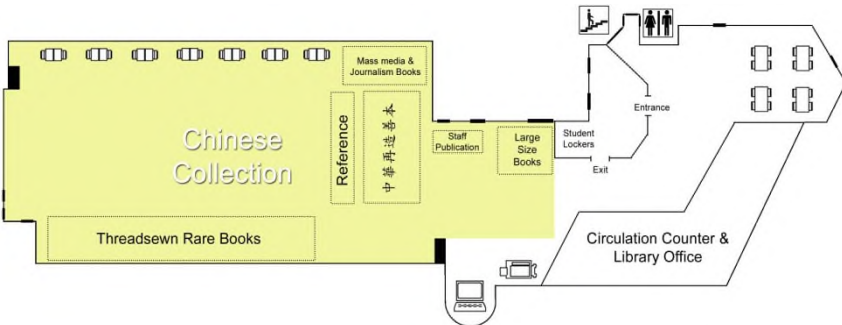 Mass media &
Journalism Books
Chinese
Collection
Reference
中華再造善本
Staff
Publication
Large
Size
Books
Student
Lockers
Entrance
Exit
Threadsewn Rare Books
Circulation Counter &
Library Office